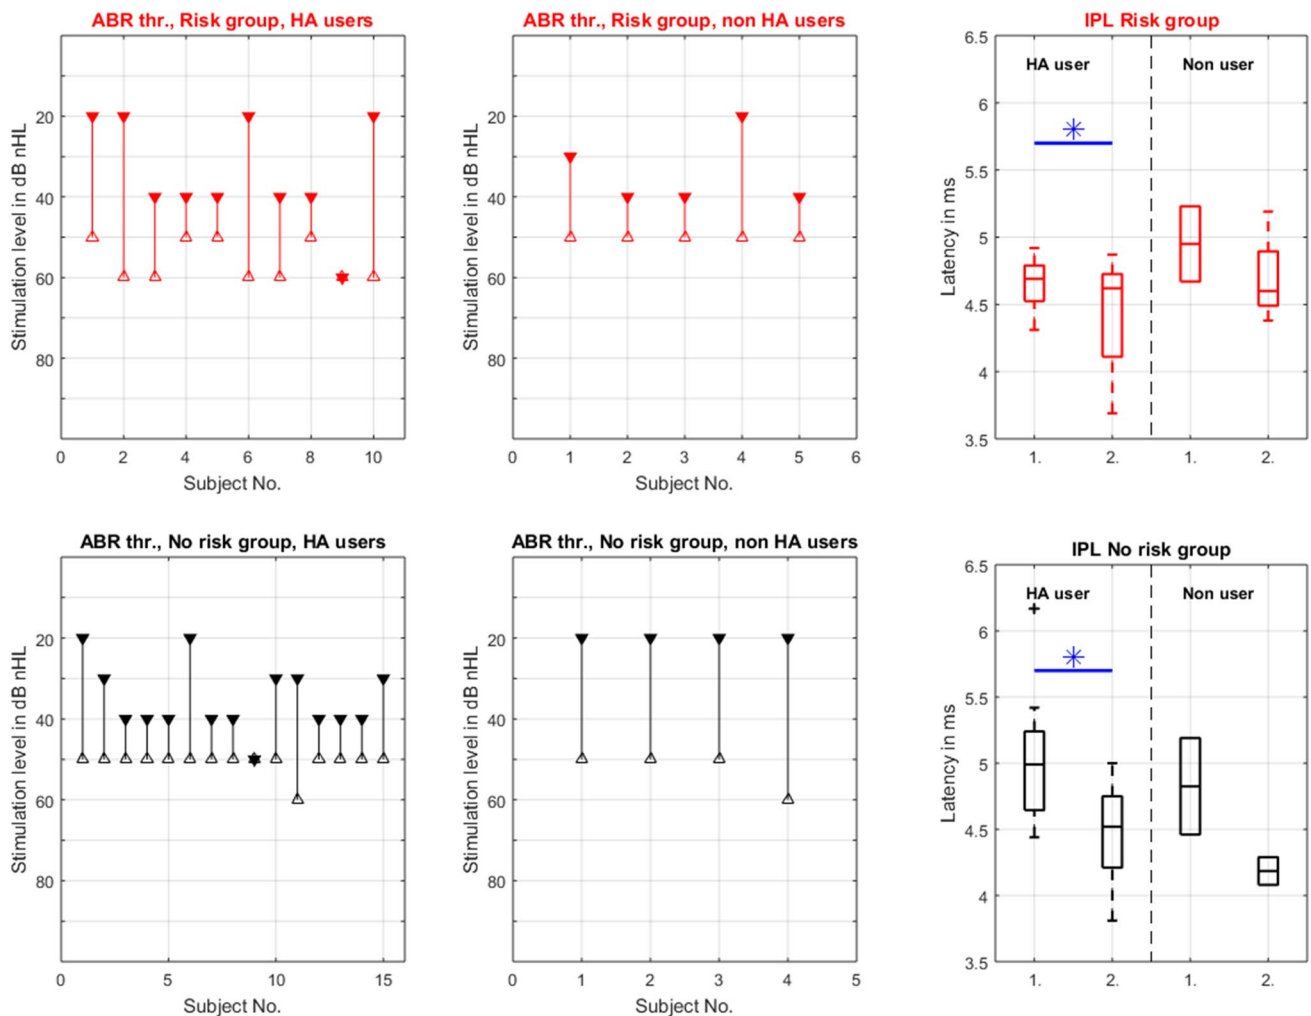 ABR thr., Risk group, HA users
Stimulation level in dB nHL
20
40
60
80
0 2 4 6 8 10
Subject No.
ABR thr., Risk group, non HA users
Stimulation level in dB nHL
20
40
60
80
0 1 2 3 4 5 6
Subject No.
IPL Risk group
HA user Non user
Latency in ms
6.5
6
5.5
5
4.5
4
3.5
1. 2. 1. 2.
ABR thr., No risk group, HA users
Stimulation level in dB nHL
20
40
60
80
0 5 10 15
Subject No.
ABR thr., No risk group, non HA users
Stimulation level in dB nHL
20
40
60
80
0 1 2 3 4 5
Subject No.
IPL No risk group
HA user Non user
Latency in ms
6.5
6
5.5
5
4.5
4
3.5
1. 2. 1. 2.